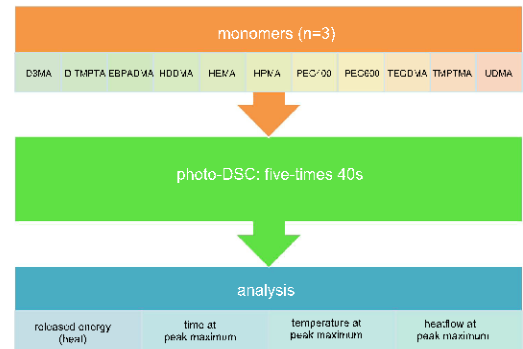 monomers (n=3)
D3MA D TMPTA EBPADMA HDDMA HEMA HPMA PEG400 PEG600 TEGDMA TMPTMA UDMA
photo-DSC: five-times 40s
analysis
released energy (heat)
time at peak maximum
temperature at peak maximum
heatflow at peak maximum